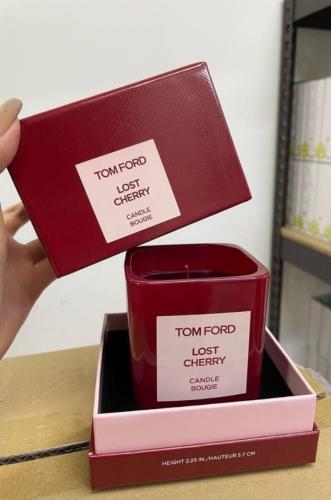 TOM FORD
LOST
CHERRY
CANDLE
BOUGIE
TOM FORD
LOST
CHERRY
CANDLE
BOUGIE
HEIGHT 2.25 IN./HAUTEUR 5.7 CM